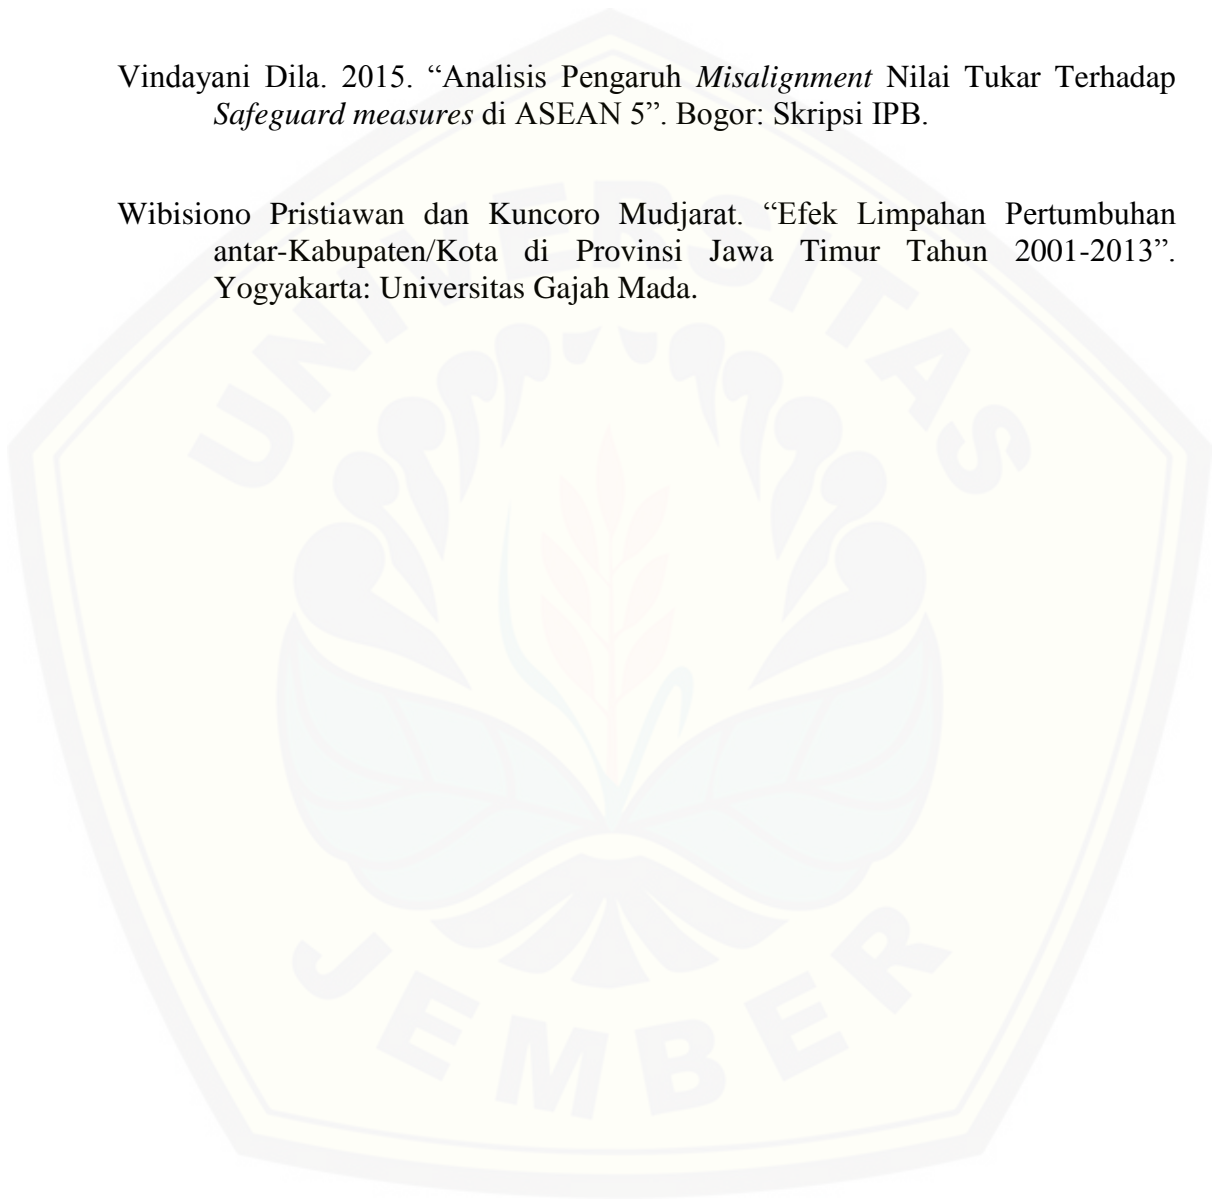 Vindayani Dila. 2015. “Analisis Pengaruh Misalignment Nilai Tukar Terhadap
Safeguard measures di ASEAN 5”. Bogor: Skripsi IPB.
Wibisiono Pristiawan dan Kuncoro Mudjarat. “Efek Limpahan Pertumbuhan
antar-Kabupaten/Kota di Provinsi Jawa Timur Tahun 2001-2013”.
Yogyakarta: Universitas Gajah Mada.
UNIVERSITAS
JEMBER